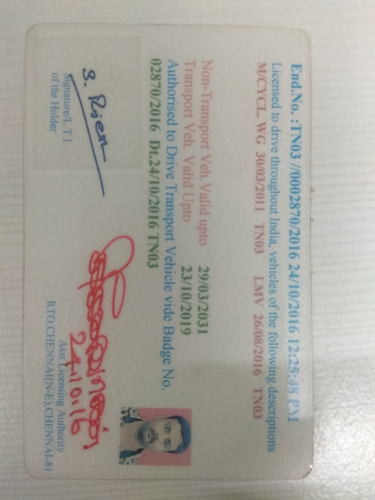 End.No. :TN03 //0002870/2016 24/10/2016 12:25:48 PM
Licensed to drive throughout India, vehicles of the following descriptions
M/CYCL. WG 30/03/2011 TN03 LMV 26/08/2016 TN03
Non-Transport Veh.Valid upto 29/03/2031
Transport Veh. Valid Upto 23/10/2019
Authorised to Drive Transport Vehicle vide Badge No.
02870/2016 Dt.24/10/2016 TN03
Signature/L.T.I
of the Holder
24.10.16
Asst Licensing Authority
RTO,CHENNAI(N-E),CHENNAI-81